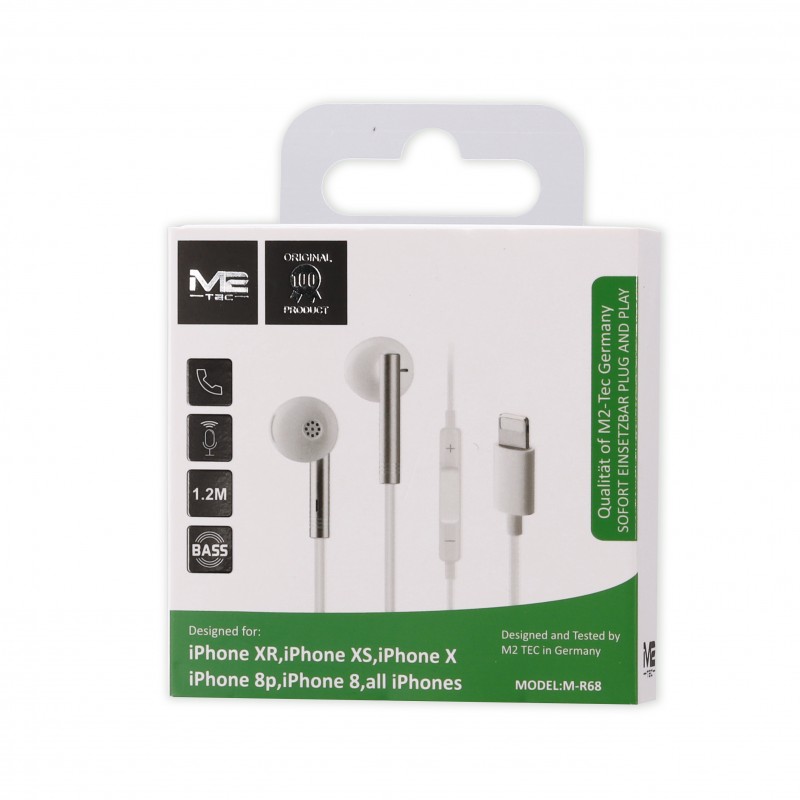 M2
TEC
ORIGINAL
100
PRODUCT
1.2M
BASS
+
−
Qualität of M2-Tec Germany
SOFORT EINSETZBAR PLUG AND PLAY
Designed for:
iPhone XR,iPhone XS,iPhone X
iPhone 8p,iPhone 8,all iPhones
Designed and Tested by
M2 TEC in Germany
MODEL:M-R68
M2
TEC